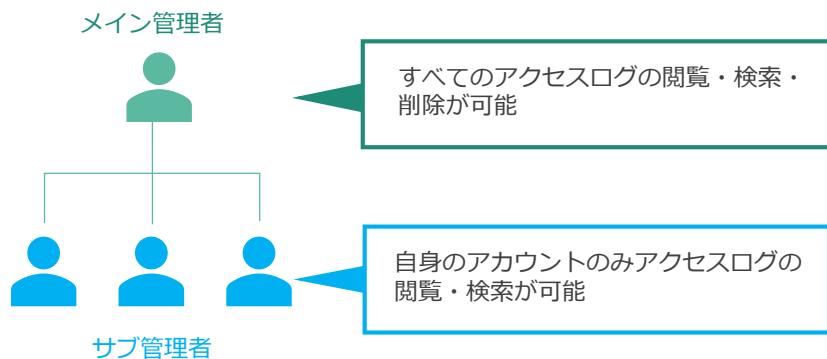 メイン管理者
すべてのアクセスログの閲覧・検索・
削除が可能
自身のアカウントのみアクセスログの
閲覧・検索が可能
サブ管理者